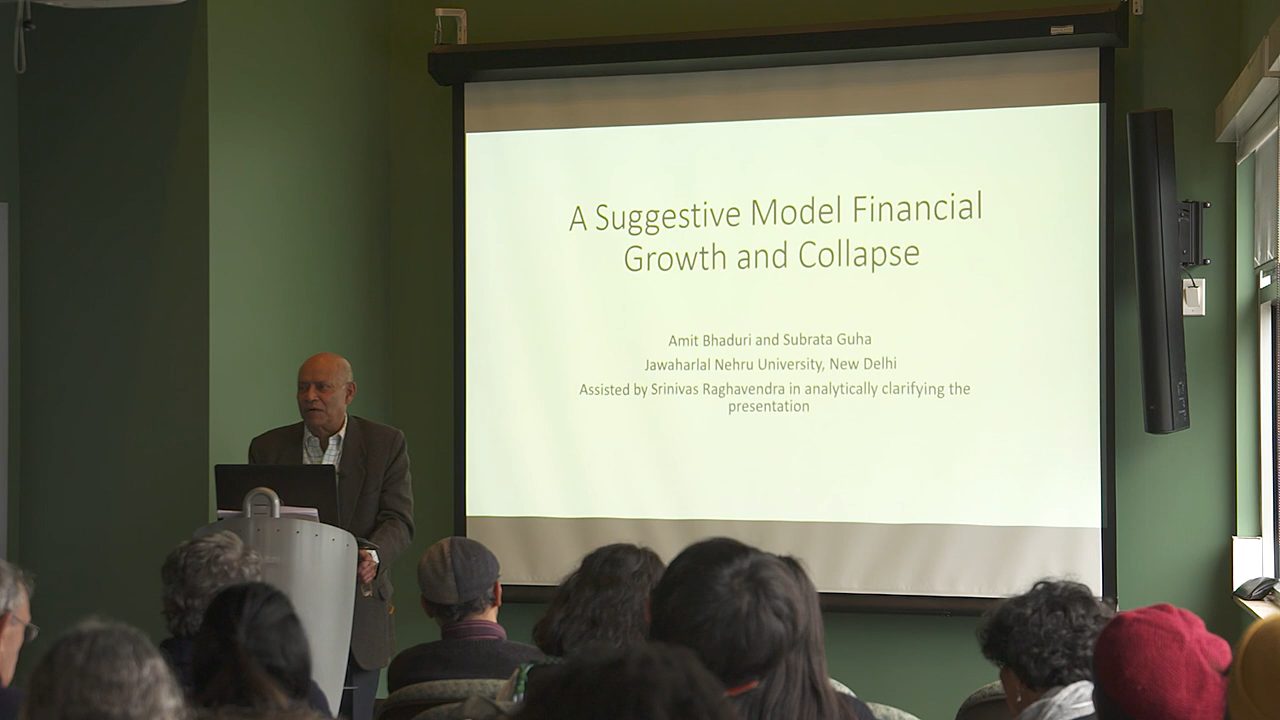 A Suggestive Model Financial
Growth and Collapse
Amit Bhaduri and Subrata Guha
Jawaharlal Nehru University, New Delhi
Assisted by Srinivas Raghavendra in analytically clarifying the
presentation